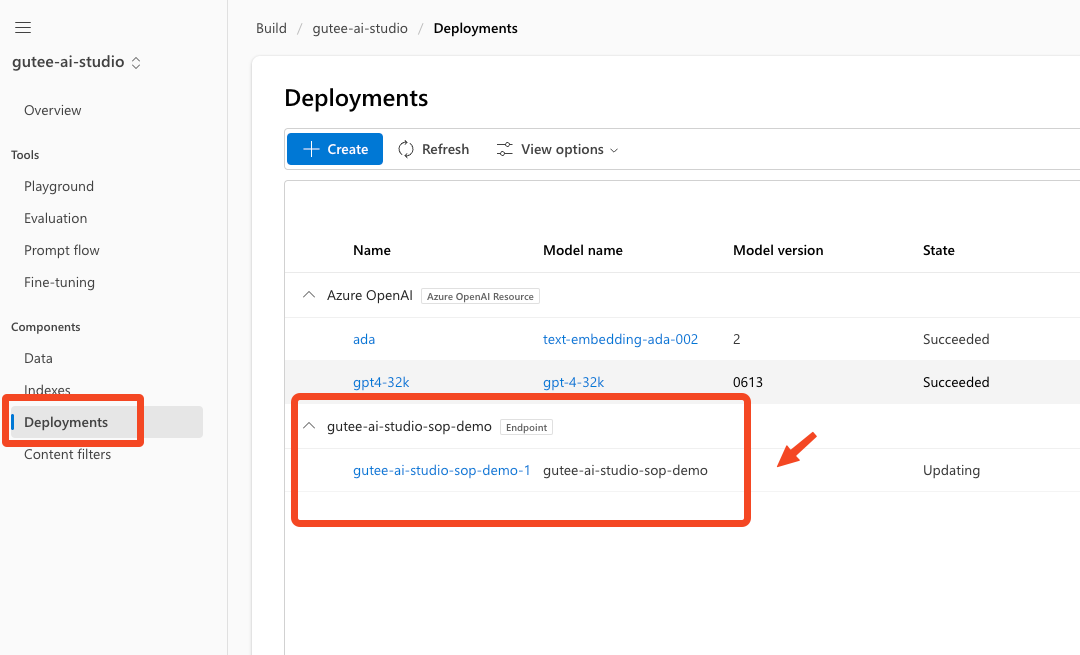 Build / gutee-ai-studio / Deployments
gutee-ai-studio
Overview
Tools
Playground
Evaluation
Prompt flow
Fine-tuning
Components
Data
Indexes
Deployments
Content filters
Deployments
Create Refresh View options
Name Model name Model version State
Azure OpenAI Azure OpenAI Resource
ada text-embedding-ada-002 2 Succeeded
gpt4-32k gpt-4-32k 0613 Succeeded
gutee-ai-studio-sop-demo Endpoint
gutee-ai-studio-sop-demo-1 gutee-ai-studio-sop-demo Updating